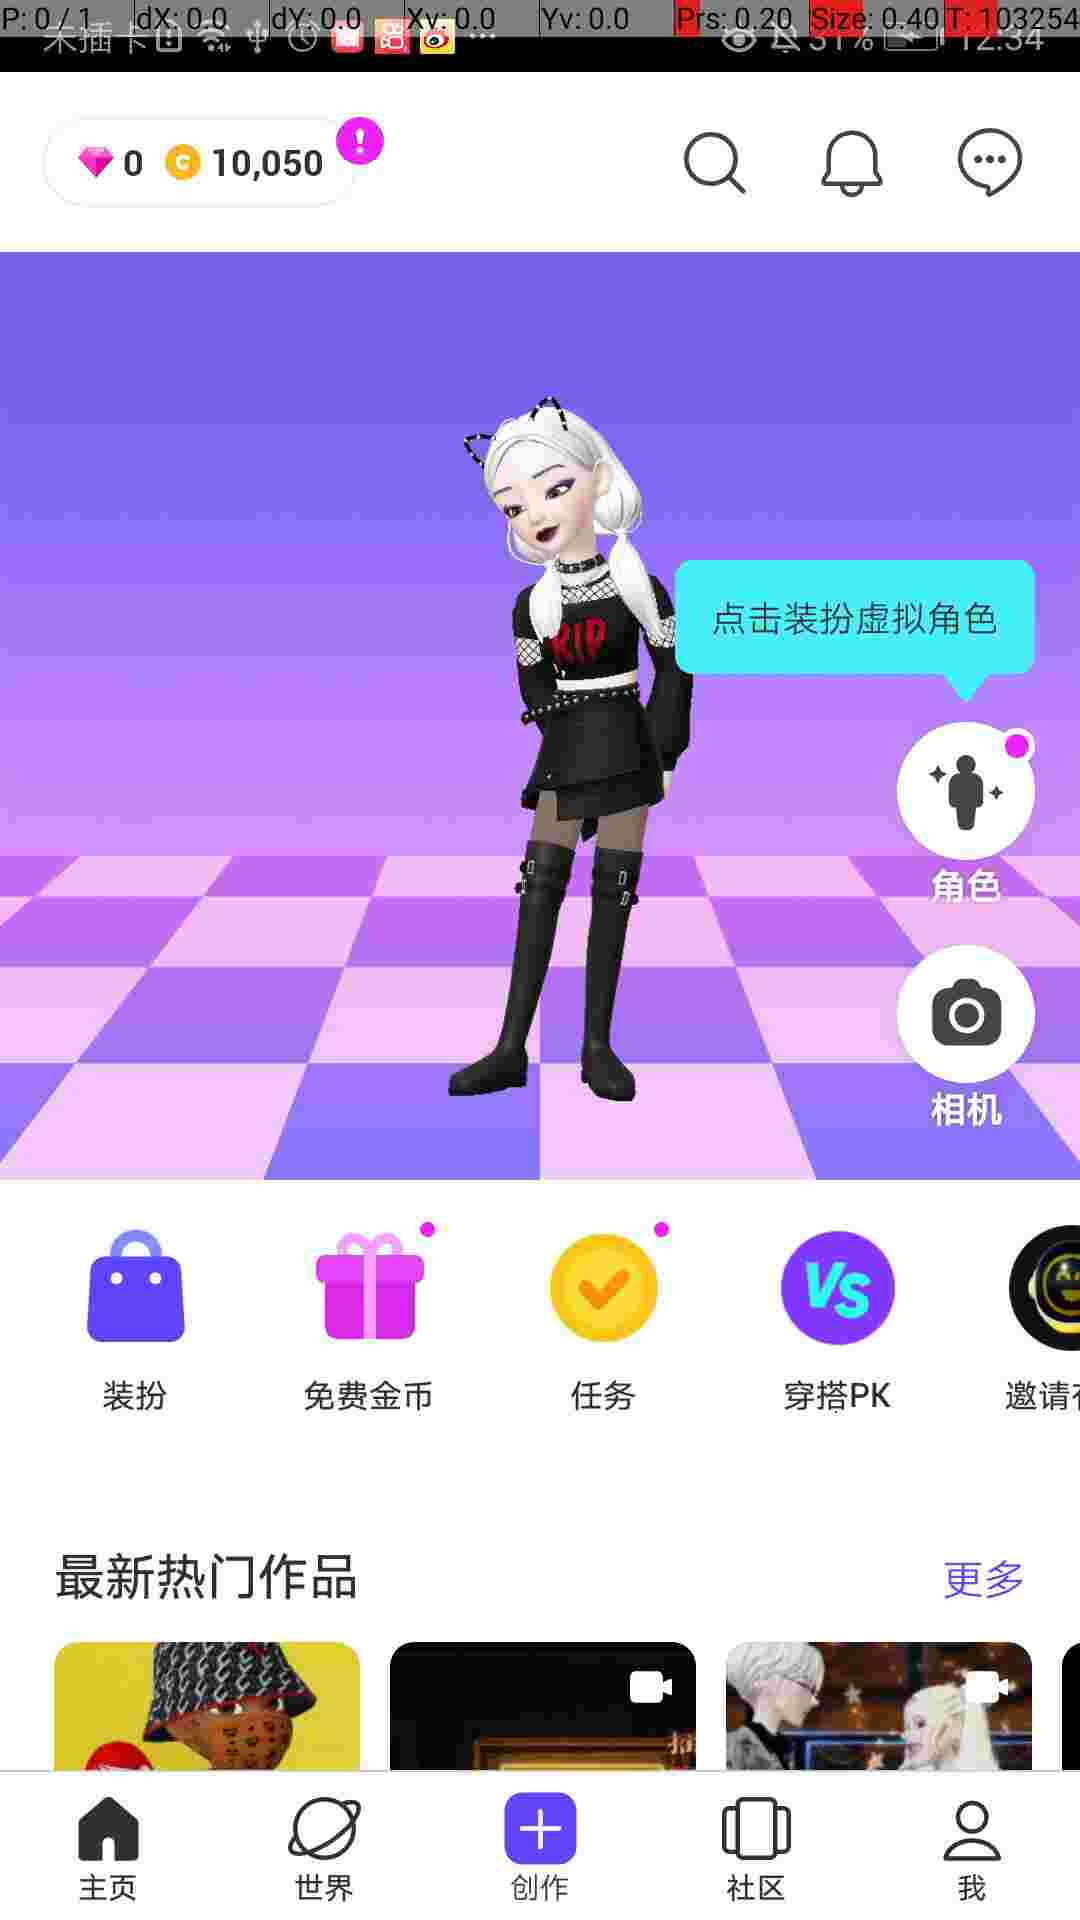 P: 0 / 1 dX: 0.0 dY: 0.0 Xv: 0.0 Yv: 0.0 Prs: 0.20 Size: 0.40 T: 103254
未插卡 31% 12:34
0 C 10,050 !
RIP
点击装扮虚拟角色
角色
相机
VS
装扮 免费金币 任务 穿搭PK 邀请
最新热门作品 更多
主页 世界 创作 社区 我